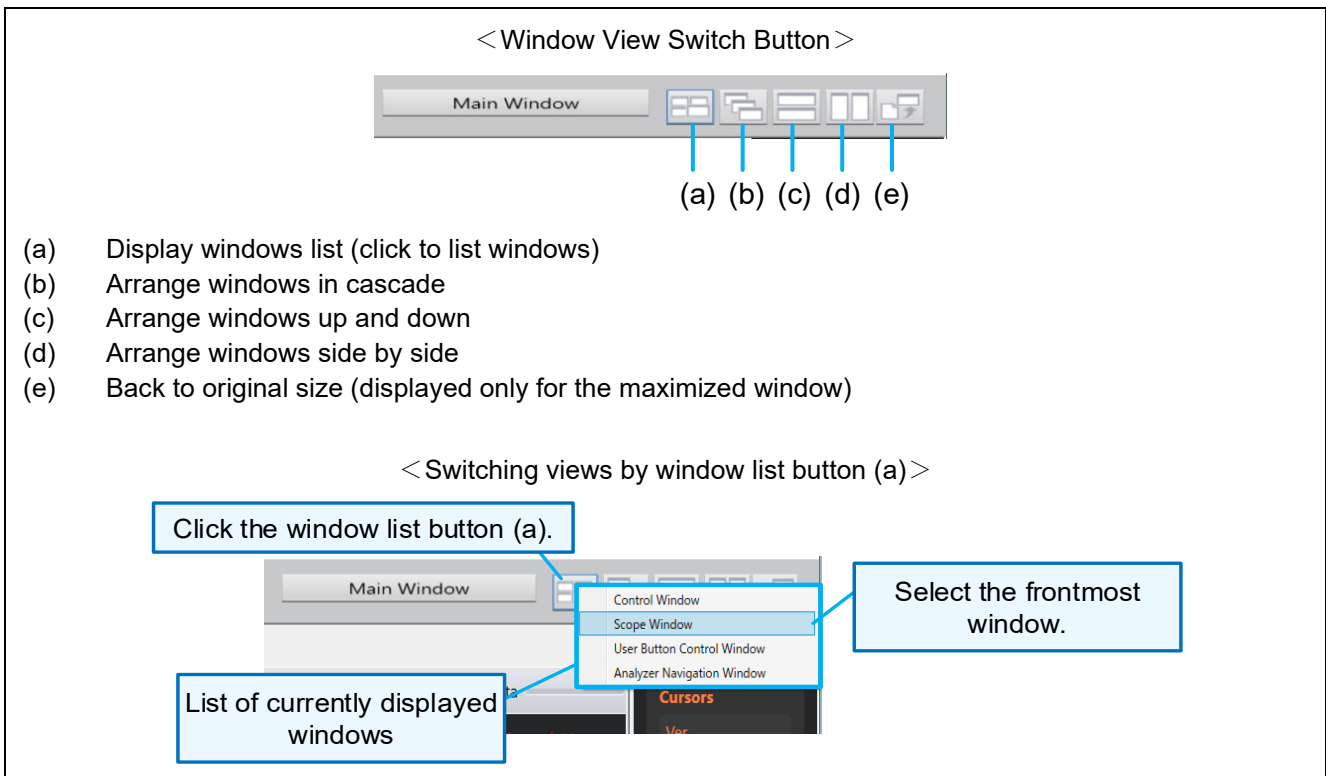 ＜Window View Switch Button＞
Main Window
(a) (b) (c) (d) (e)
(a) Display windows list (click to list windows)
(b) Arrange windows in cascade
(c) Arrange windows up and down
(d) Arrange windows side by side
(e) Back to original size (displayed only for the maximized window)
＜Switching views by window list button (a)＞
Click the window list button (a).
Main Window
Control Window
Scope Window
User Button Control Window
Analyzer Navigation Window
Select the frontmost
window.
List of currently displayed
windows
ta
Cursors
Ver